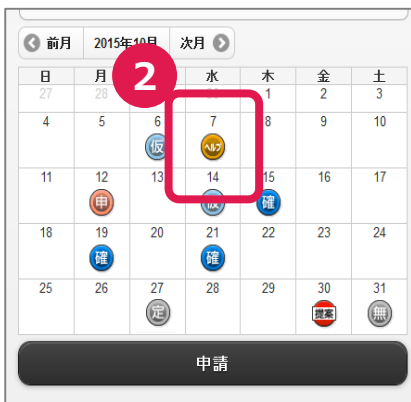 前月 2015年10月 次月
2
日 月 水 木 金 土
27 28 1 2 3
4 5 6 7 8 9 10
仮 ヘルプ
11 12 13 14 15 16 17
申 仮 確
18 19 20 21 22 23 24
確 確
25 26 27 28 29 30 31
定 提案 無
申請